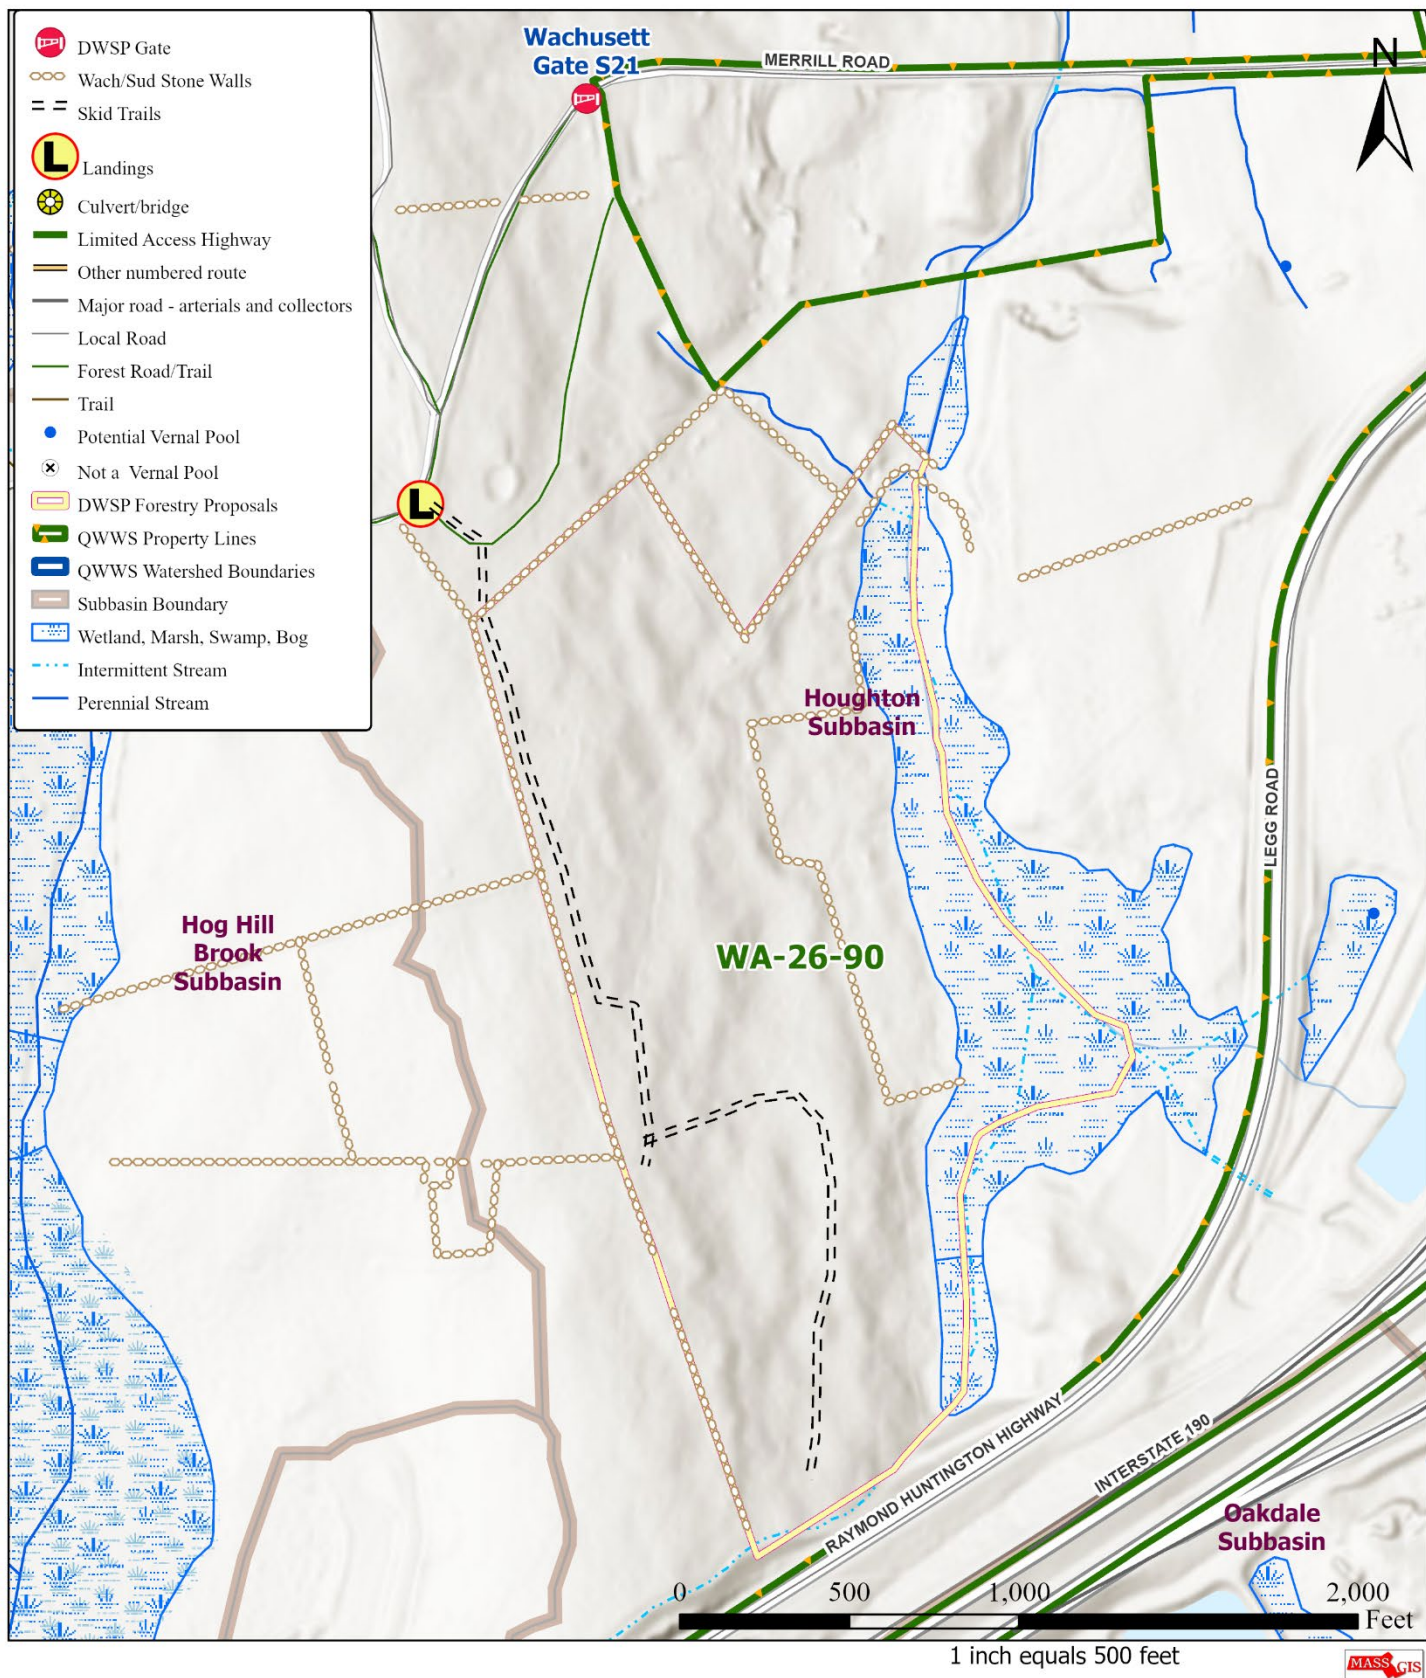 DWSP Gate
Wach/Sud Stone Walls
Skid Trails
L
Landings
Culvert/bridge
Limited Access Highway
Other numbered route
Major road - arterials and collectors
Local Road
Forest Road/Trail
Trail
Potential Vernal Pool
Not a Vernal Pool
DWSP Forestry Proposals
QWWS Property Lines
QWWS Watershed Boundaries
Subbasin Boundary
Wetland, Marsh, Swamp, Bog
Intermittent Stream
Perennial Stream
Wachusett
Gate S21
MERRILL ROAD
N
L
Houghton
Subbasin
LEGG ROAD
Hog Hill
Brook
Subbasin
WA-26-90
RAYMOND HUNTINGTON HIGHWAY
INTERSTATE 190
Oakdale
Subbasin
0 500 1,000 2,000
Feet
1 inch equals 500 feet
MASS GIS